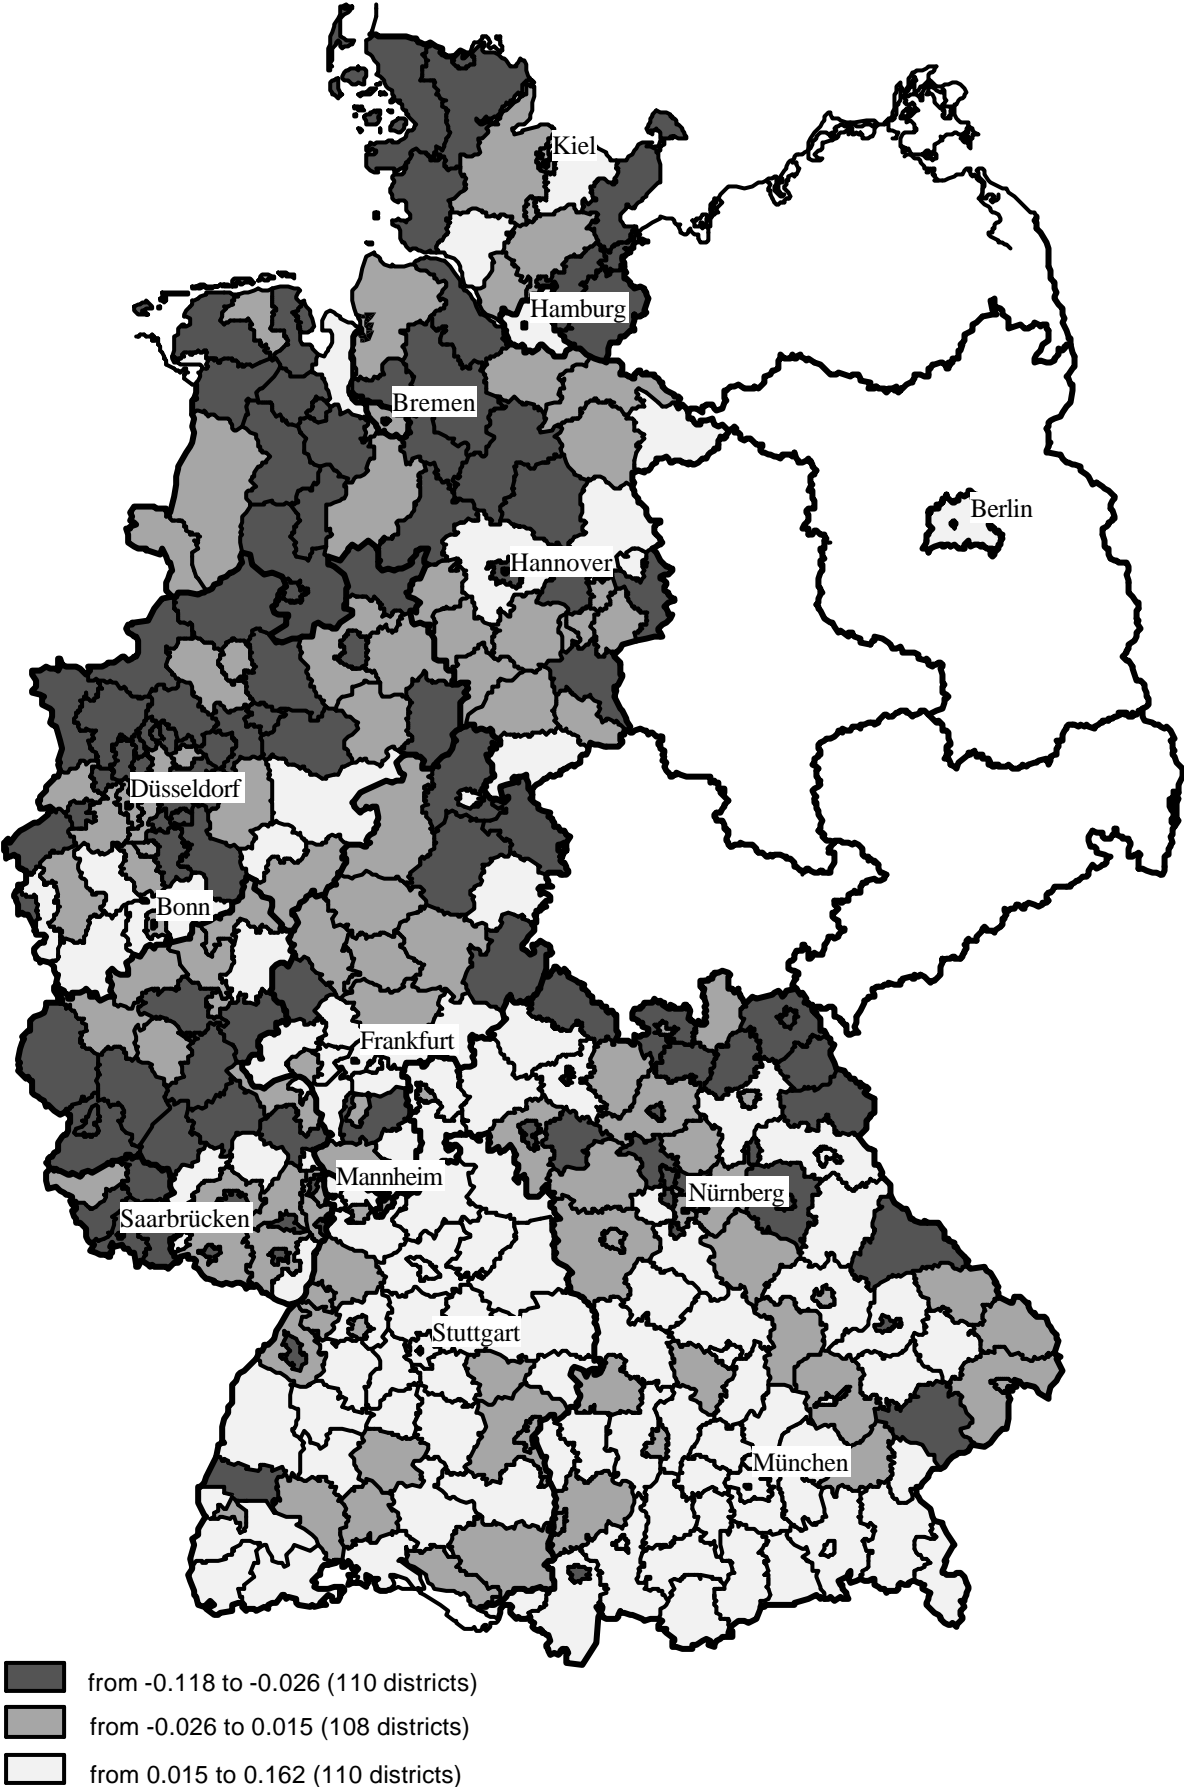 Kiel
Hamburg
Bremen
Berlin
Hannover
Düsseldorf
Bonn
Frankfurt
Mannheim
Nürnberg
Saarbrücken
Stuttgart
München
from -0.118 to -0.026 (110 districts)
from -0.026 to 0.015 (108 districts)
from 0.015 to 0.162 (110 districts)